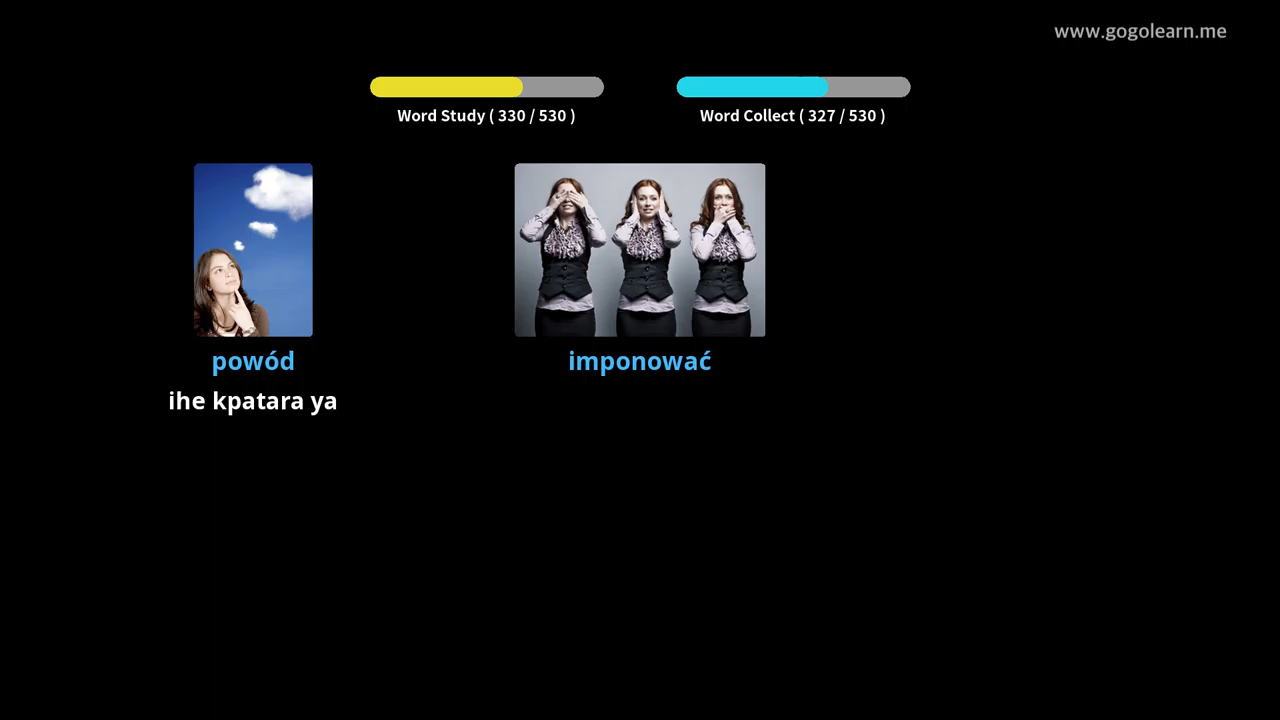 www.gogolearn.me
Word Study ( 330 / 530 )
Word Collect ( 327 / 530 )
powód
imponować
ihe kpatara ya